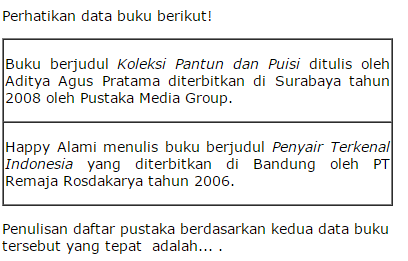 Perhatikan data buku berikut!
Buku berjudul Koleksi Pantun dan Puisi ditulis oleh
Aditya Agus Pratama diterbitkan di Surabaya tahun
2008 oleh Pustaka Media Group.
Happy Alami menulis buku berjudul Penyair Terkenal
Indonesia yang diterbitkan di Bandung oleh PT
Remaja Rosdakarya tahun 2006.
Penulisan daftar pustaka berdasarkan kedua data buku
tersebut yang tepat adalah... .